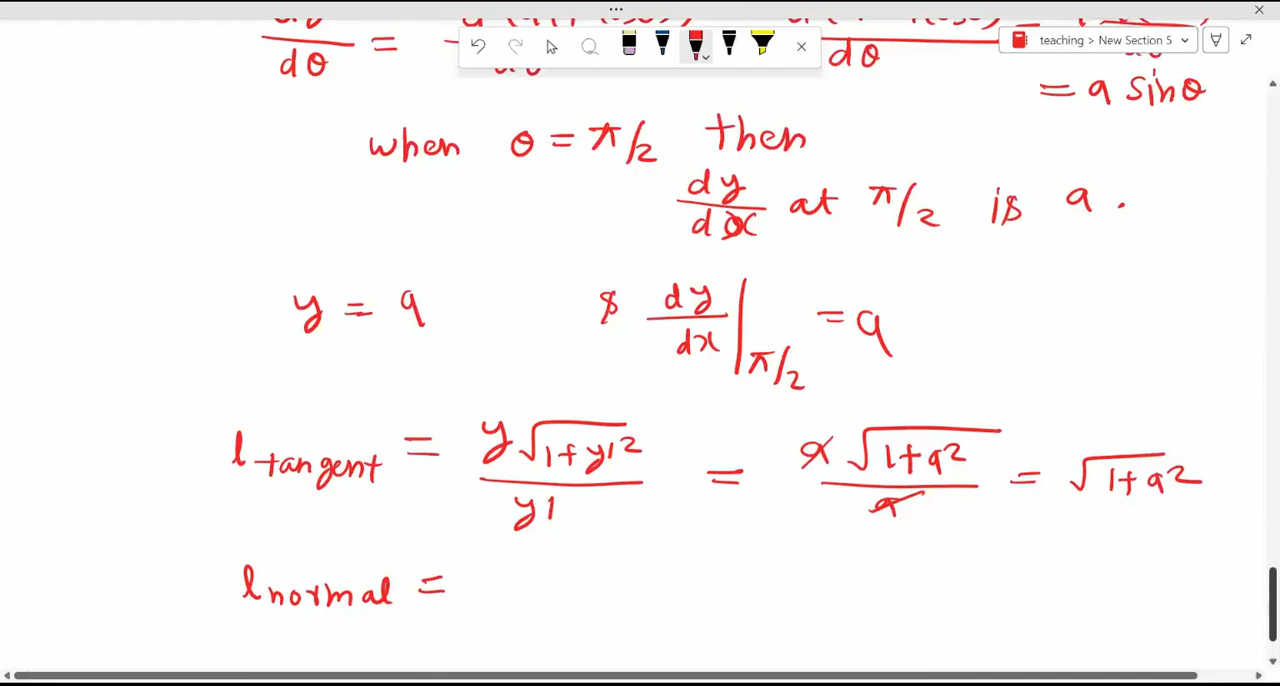 teaching > New Section 5
dθ = dθ
= a sinθ
when θ = π/2 then
dy/dx at π/2 is a.
y = a & dy/dx |π/2 = a
l tangent = y√1+y1² / y1 = a√1+a² / a = √1+a²
l normal =